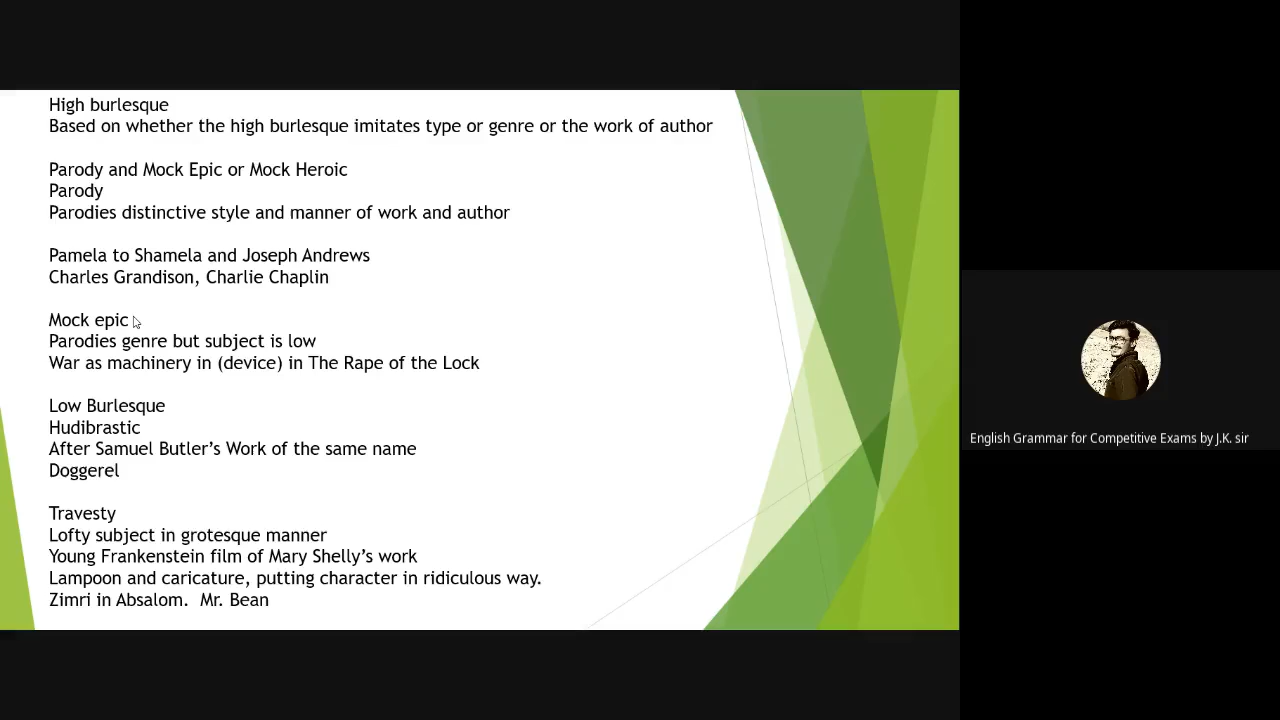 High burlesque
Based on whether the high burlesque imitates type or genre or the work of author
Parody and Mock Epic or Mock Heroic
Parody
Parodies distinctive style and manner of work and author
Pamela to Shamela and Joseph Andrews
Charles Grandison, Charlie Chaplin
Mock epic
Parodies genre but subject is low
War as machinery in (device) in The Rape of the Lock
Low Burlesque
Hudibrastic
After Samuel Butler’s Work of the same name
Doggerel
Travesty
Lofty subject in grotesque manner
Young Frankenstein film of Mary Shelly’s work
Lampoon and caricature, putting character in ridiculous way.
Zimri in Absalom.  Mr. Bean
English Grammar for Competitive Exams by J.K. sir